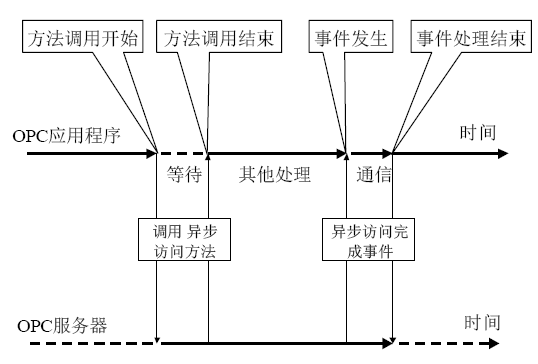 方法调用开始
方法调用结束
事件发生
事件处理结束
OPC应用程序
时间
等待
其他处理
通信
调用 异步
访问方法
异步访问完
成事件
OPC服务器
时间